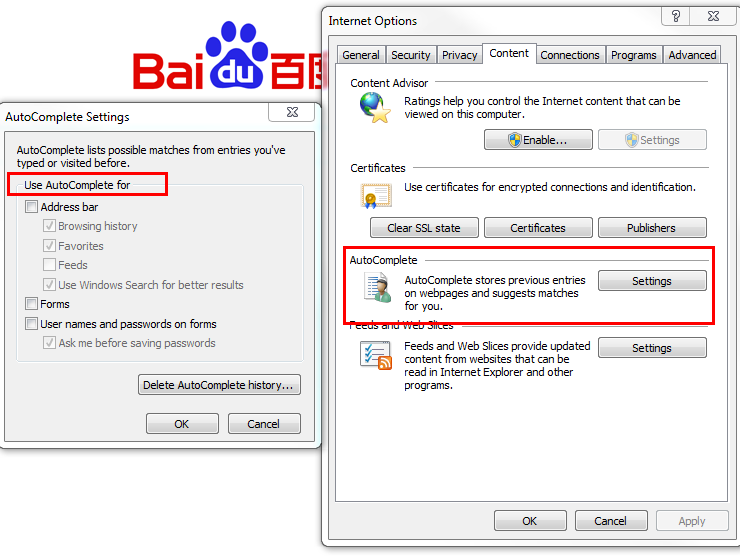 Bai du 百
AutoComplete Settings
AutoComplete lists possible matches from entries you've
typed or visited before.
Use AutoComplete for
Address bar
Browsing history
Favorites
Feeds
Use Windows Search for better results
Forms
User names and passwords on forms
Ask me before saving passwords
Delete AutoComplete history...
OK
Cancel
Internet Options
General
Security
Privacy
Content
Connections
Programs
Advanced
Content Advisor
Ratings help you control the Internet content that can be
viewed on this computer.
Enable...
Settings
Certificates
Use certificates for encrypted connections and identification.
Clear SSL state
Certificates
Publishers
AutoComplete
AutoComplete stores previous entries
on webpages and suggests matches
for you.
Settings
Feeds and Web Slices
Feeds and Web Slices provide updated
content from websites that can be
read in Internet Explorer and other
programs.
Settings
OK
Cancel
Apply